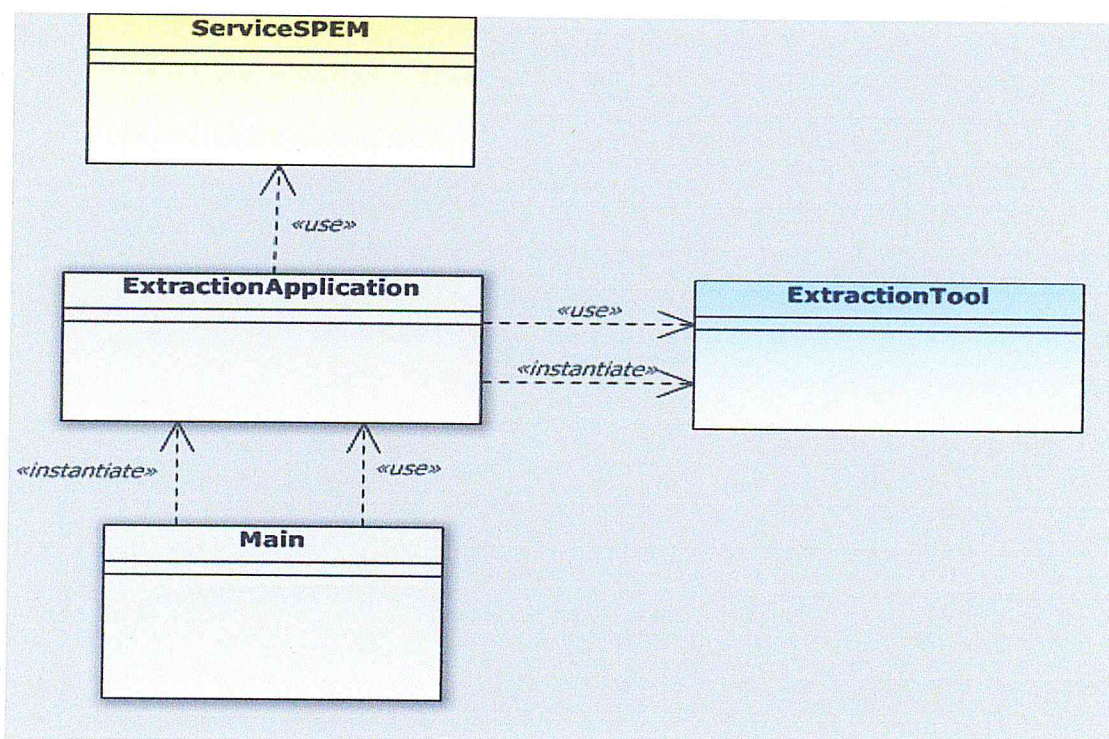 ServiceSPEM
«use»
ExtractionApplication
ExtractionTool
«use»
«instantiate»
«instantiate»
«use»
Main